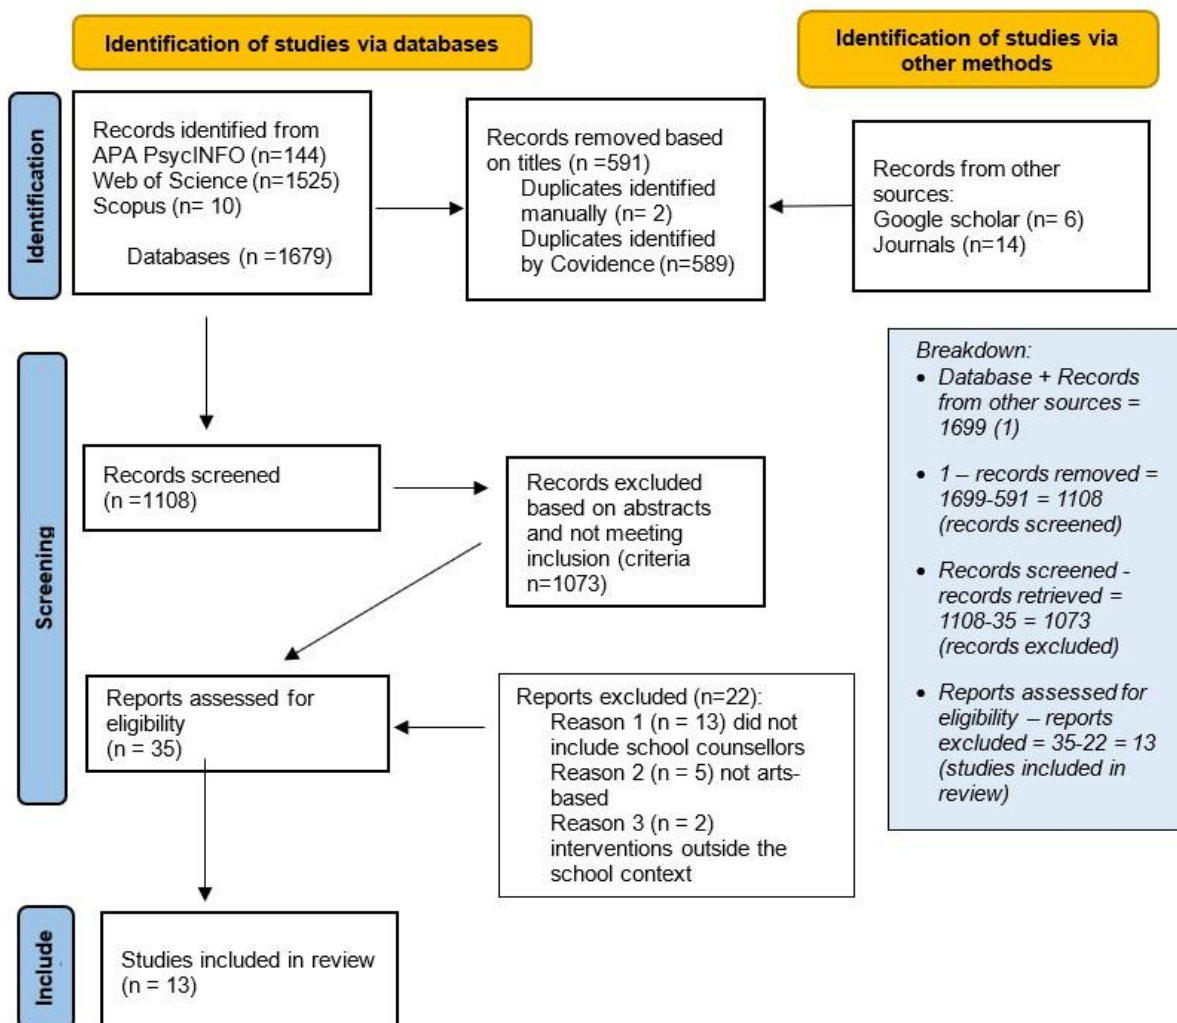 Identification of studies via databases
Identification of studies via
other methods
Identification
Records identified from
APA PsycINFO (n=144)
Web of Science (n=1525)
Scopus (n= 10)
Databases (n =1679)
Records removed based
on titles (n =591)
Duplicates identified
manually (n= 2)
Duplicates identified
by Covidence (n=589)
Records from other
sources:
Google scholar (n= 6)
Journals (n=14)
Screening
Records screened
(n =1108)
Records excluded
based on abstracts
and not meeting
inclusion (criteria
n=1073)
Reports assessed for
eligibility
(n = 35)
Reports excluded (n=22):
Reason 1 (n = 13) did not
include school counsellors
Reason 2 (n = 5) not arts-
based
Reason 3 (n = 2)
interventions outside the
school context
Breakdown:
• Database + Records
from other sources =
1699 (1)
• 1 – records removed =
1699-591 = 1108
(records screened)
• Records screened -
records retrieved =
1108-35 = 1073
(records excluded)
• Reports assessed for
eligibility – reports
excluded = 35-22 = 13
(studies included in
review)
Include
Studies included in review
(n = 13)